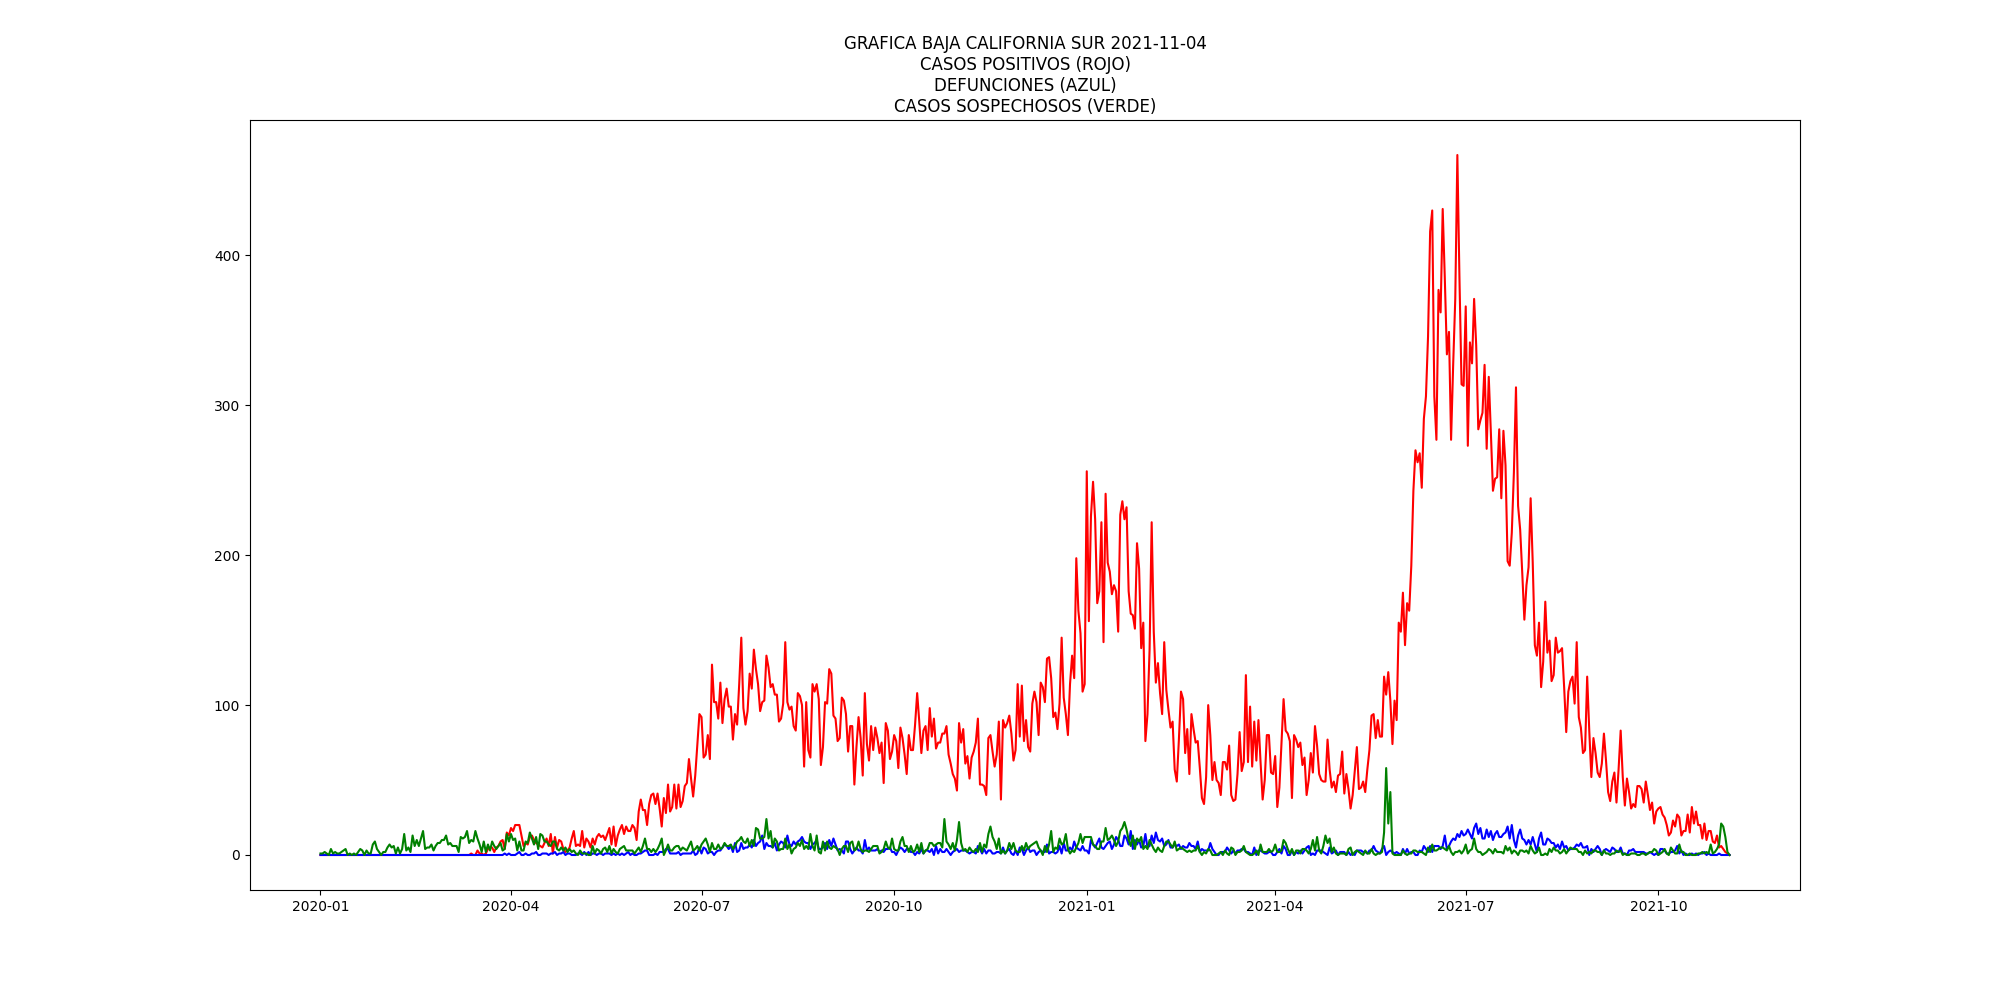 GRAFICA BAJA CALIFORNIA SUR 2021-11-04
CASOS POSITIVOS (ROJO)
DEFUNCIONES (AZUL)
CASOS SOSPECHOSOS (VERDE)
400
300
200
100
0
2020-01 2020-04 2020-07 2020-10 2021-01 2021-04 2021-07 2021-10